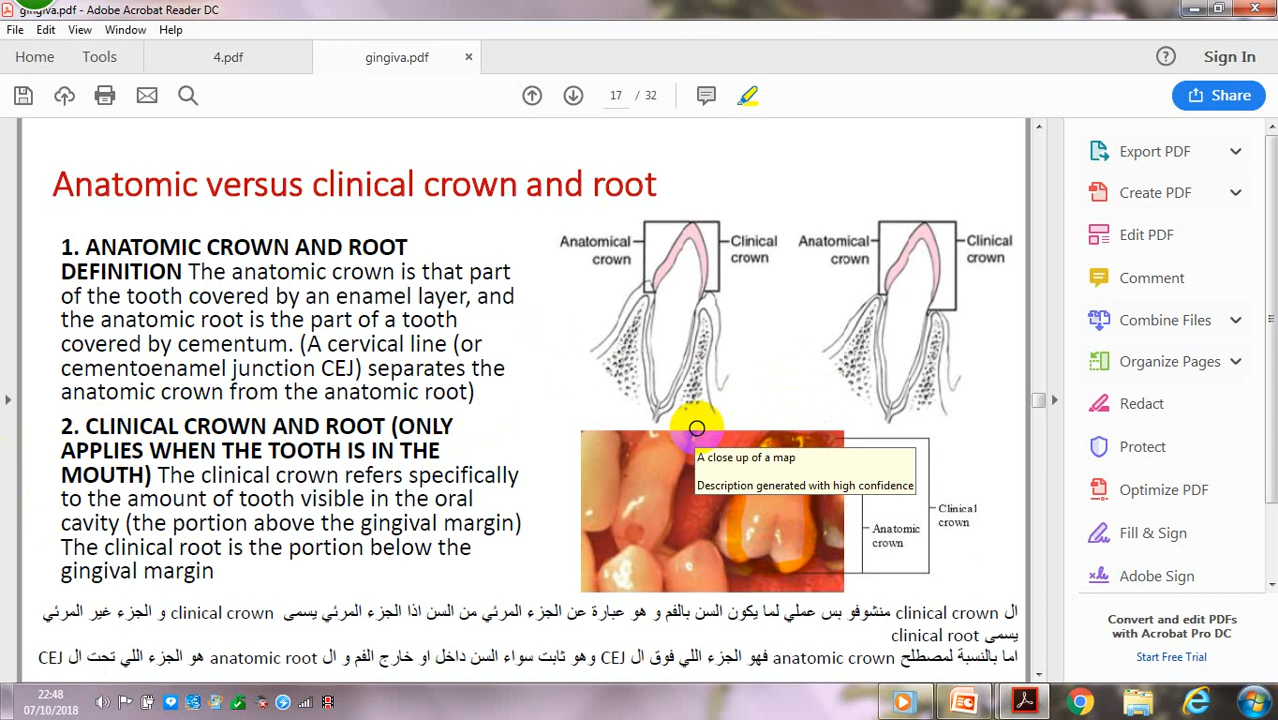 gingiva.pdf - Adobe Acrobat Reader DC
File Edit View Window Help
Home Tools 4.pdf gingiva.pdf × Sign In
17 / 32 Share
Anatomic versus clinical crown and root
1. ANATOMIC CROWN AND ROOT
DEFINITION The anatomic crown is that part
of the tooth covered by an enamel layer, and
the anatomic root is the part of a tooth
covered by cementum. (A cervical line (or
cementoenamel junction CEJ) separates the
anatomic crown from the anatomic root)
2. CLINICAL CROWN AND ROOT (ONLY
APPLIES WHEN THE TOOTH IS IN THE
MOUTH) The clinical crown refers specifically
to the amount of tooth visible in the oral
cavity (the portion above the gingival margin)
The clinical root is the portion below the
gingival margin
Anatomical
crown
Clinical
crown
Anatomical
crown
Clinical
crown
A close up of a map
Description generated with high confidence
Anatomic
crown
Clinical
crown
ال clinical crown منشوفو بس عملي لما يكون السن بالفم و هو عبارة عن الجزء المرئي من السن اذا الجزء المرئي يسمى clinical crown و الجزء غير المرئي
يسمى clinical root
اما بالنسبة لمصطلح anatomic crown فهو الجزء اللي فوق ال CEJ وهو ثابت سواء السن داخل او خارج الفم و ال anatomic root هو الجزء اللي تحت ال CEJ
Export PDF
Create PDF
Edit PDF
Comment
Combine Files
Organize Pages
Redact
Protect
Optimize PDF
Fill & Sign
Adobe Sign
Convert and edit PDFs
with Acrobat Pro DC
Start Free Trial
22:48
07/10/2018